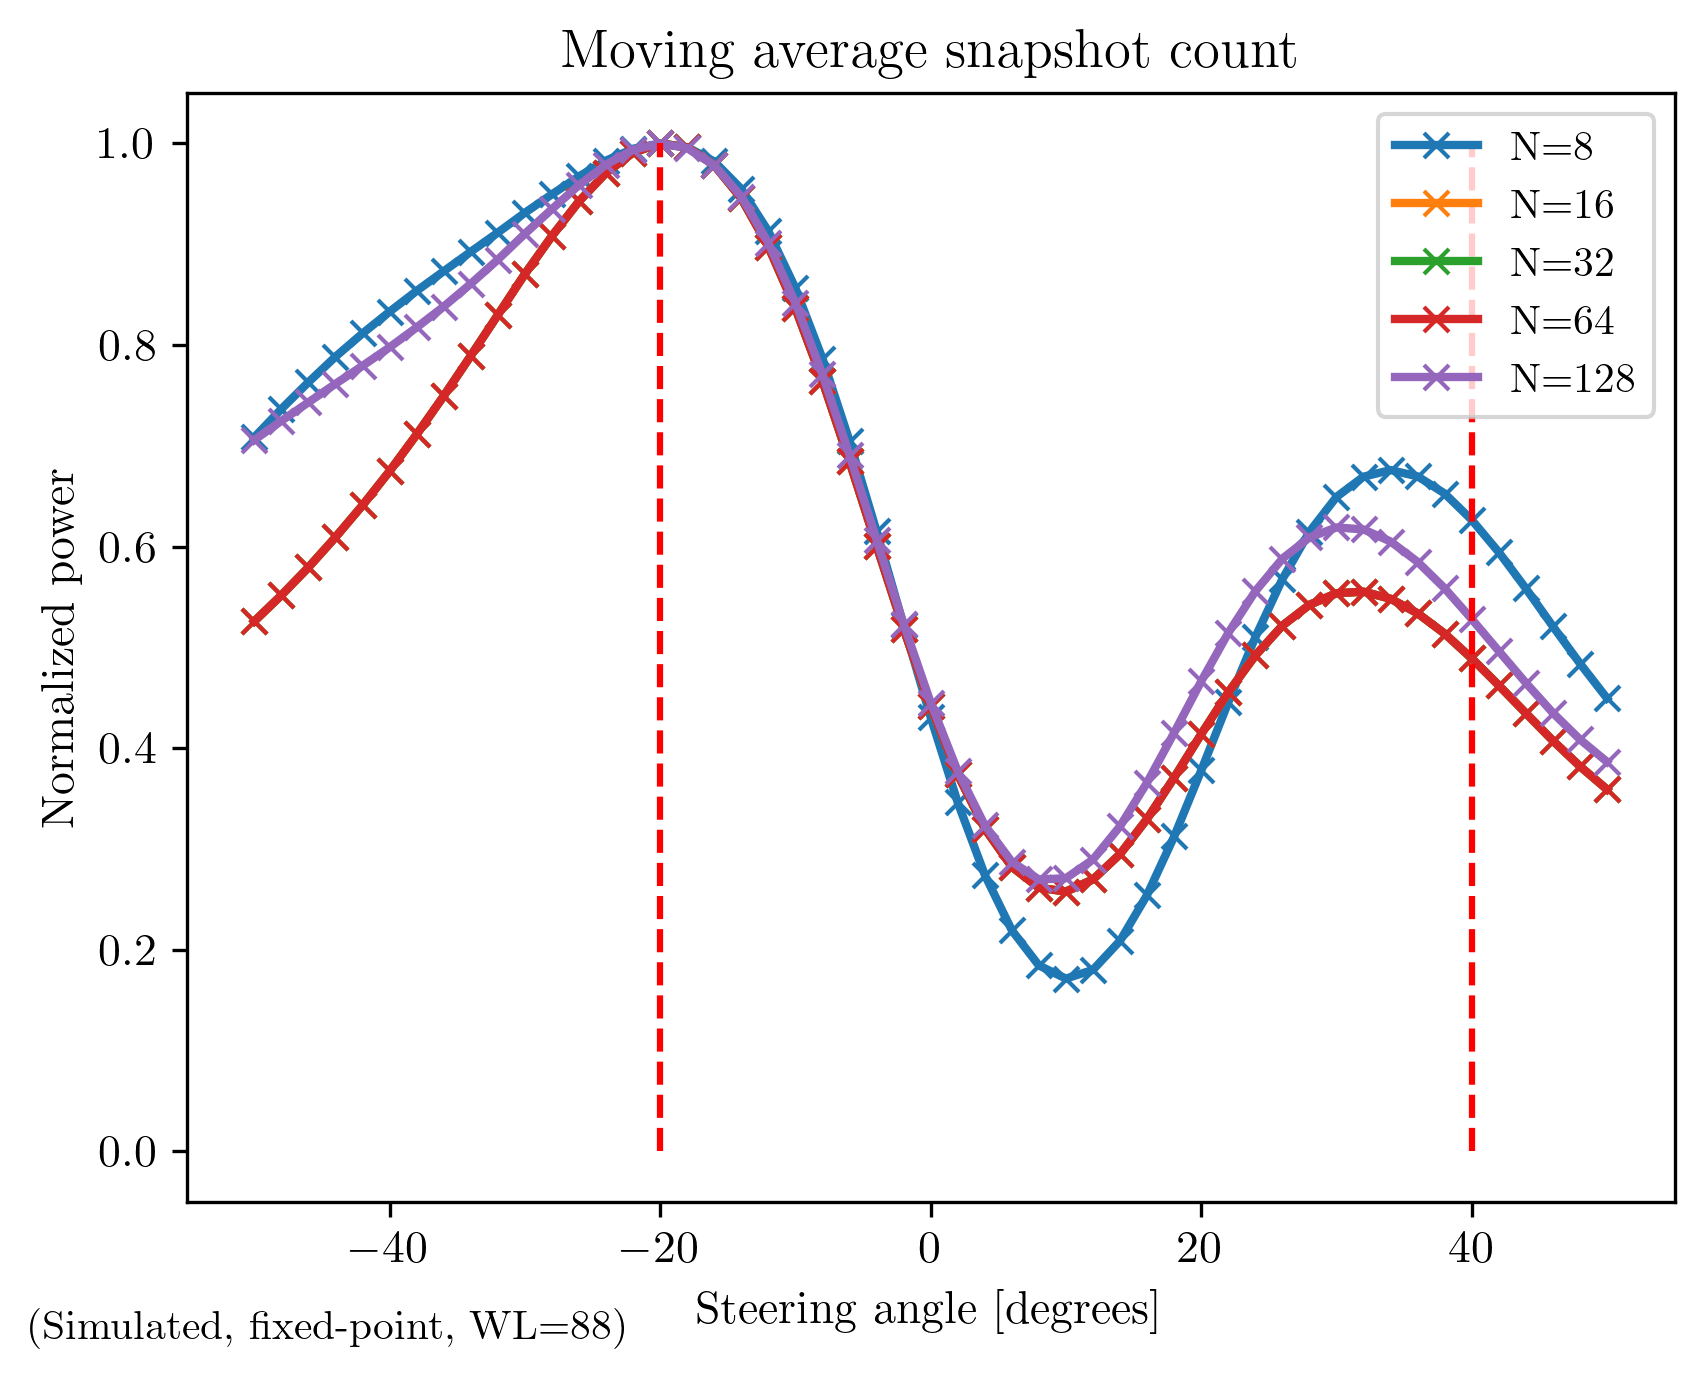 Moving average snapshot count
N=8
N=16
N=32
N=64
N=128
Normalized power
1.0
0.8
0.6
0.4
0.2
0.0
−40
−20
0
20
40
Steering angle [degrees]
(Simulated, fixed-point, WL=88)